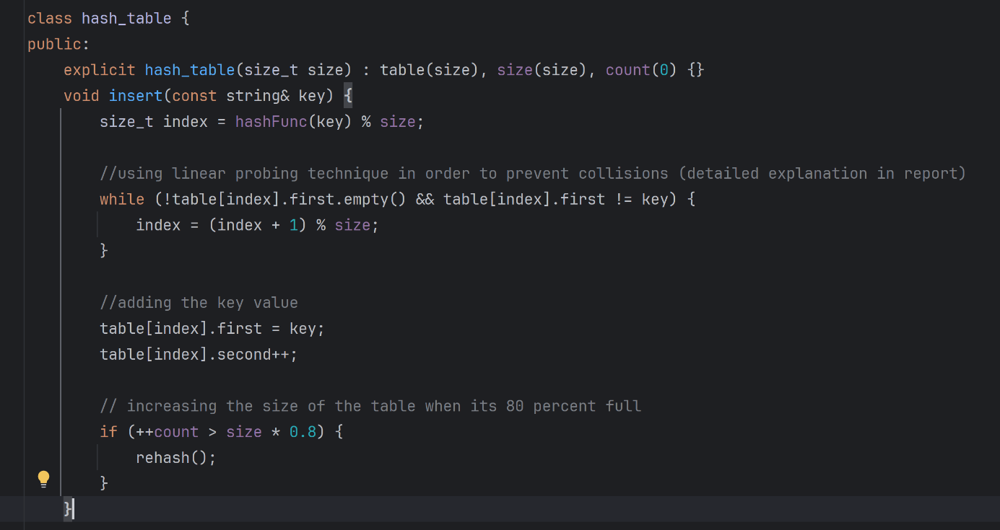 class hash_table {
public:
    explicit hash_table(size_t size) : table(size), size(size), count(0) {}
    void insert(const string& key) {
        size_t index = hashFunc(key) % size;

        //using linear probing technique in order to prevent collisions (detailed explanation in report)
        while (!table[index].first.empty() && table[index].first != key) {
            index = (index + 1) % size;
        }

        //adding the key value
        table[index].first = key;
        table[index].second++;

        // increasing the size of the table when its 80 percent full
        if (++count > size * 0.8) {
            rehash();
        }
    }